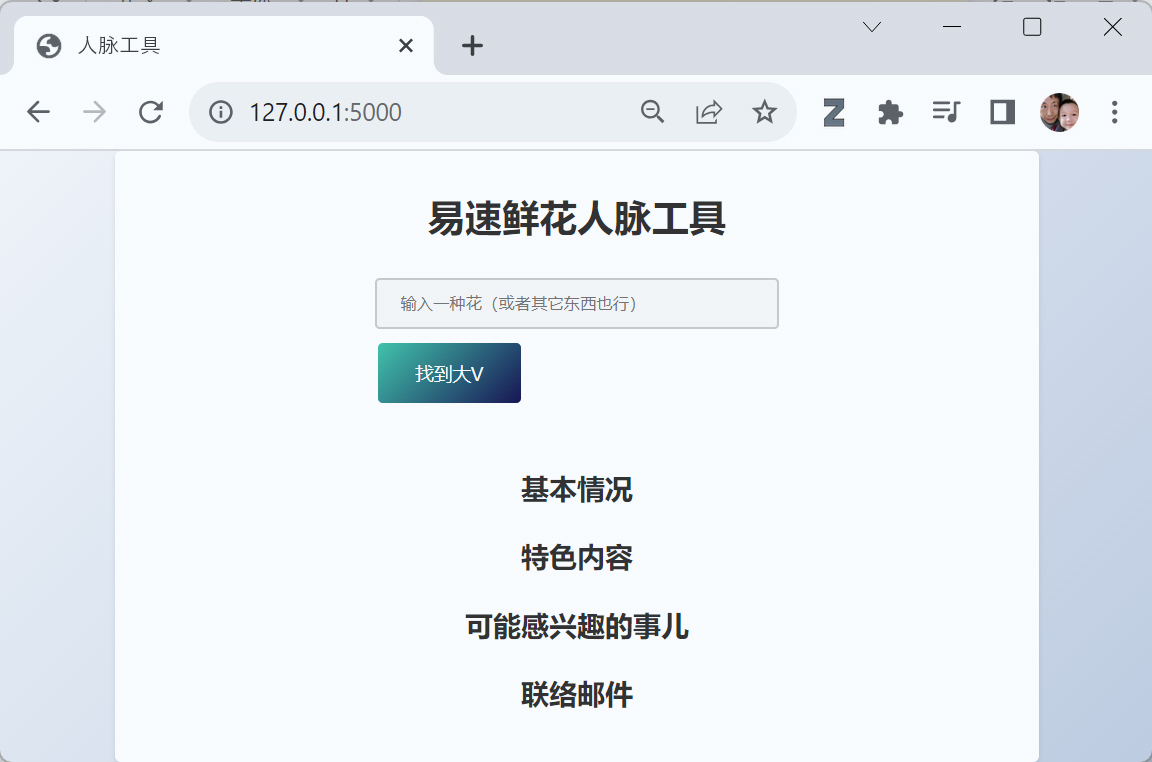 人脉工具
127.0.0.1:5000
易速鲜花人脉工具
输入一种花（或者其它东西也行）
找到大V
基本情况
特色内容
可能感兴趣的事儿
联络邮件